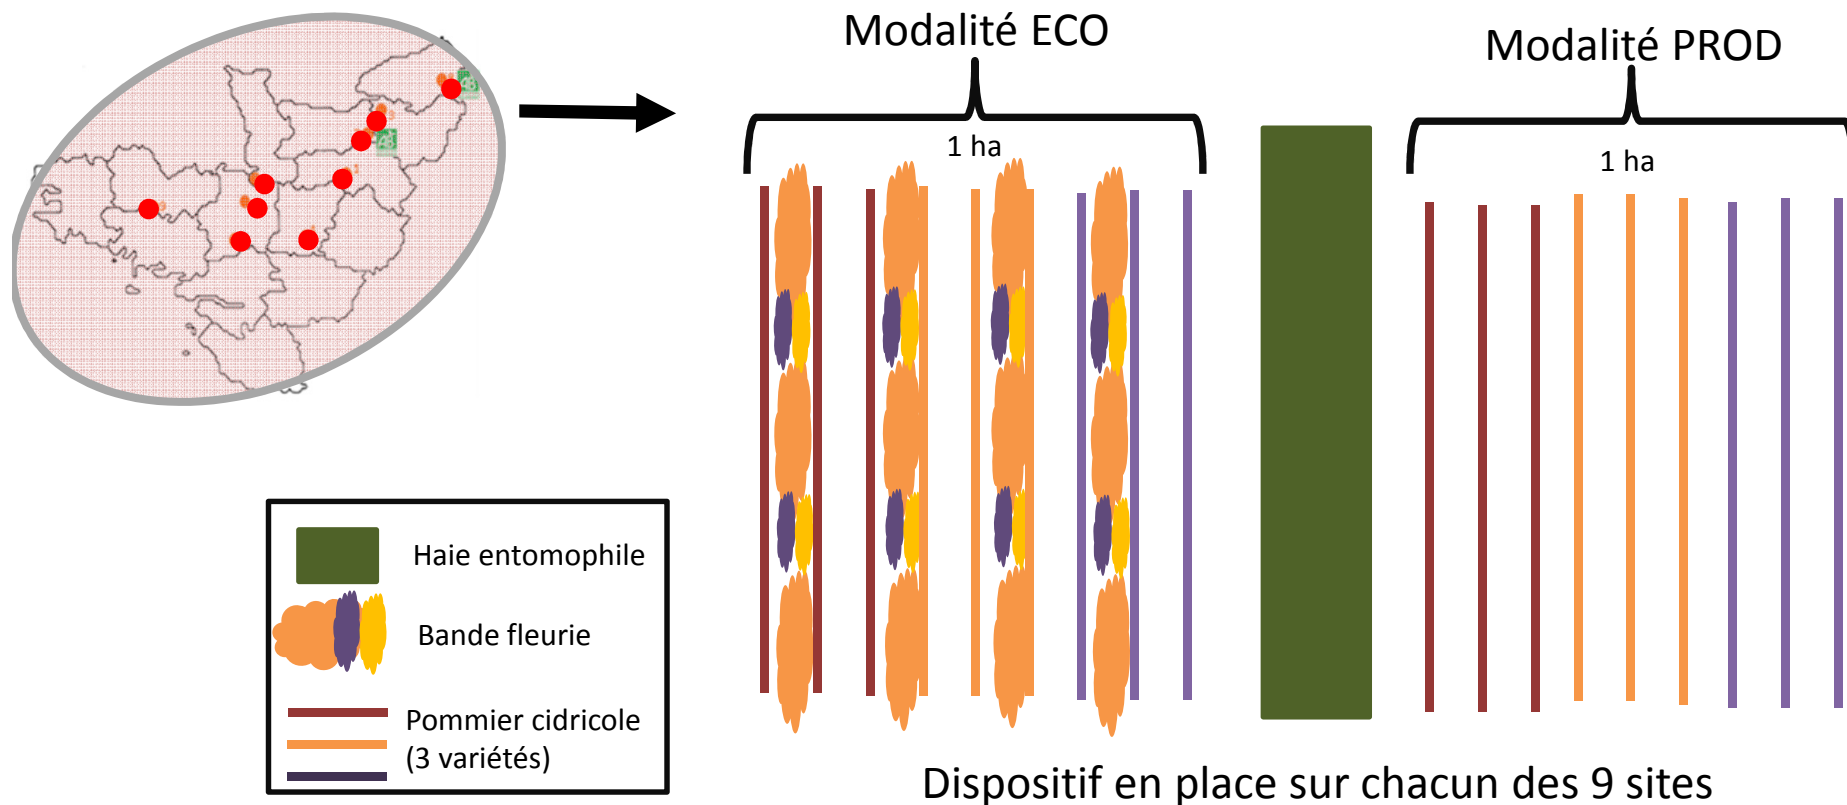 Modalité ECO
Modalité PROD
1 ha
1 ha
Haie entomophile
Bande fleurie
Pommier cidricole
(3 variétés)
Dispositif en place sur chacun des 9 sites